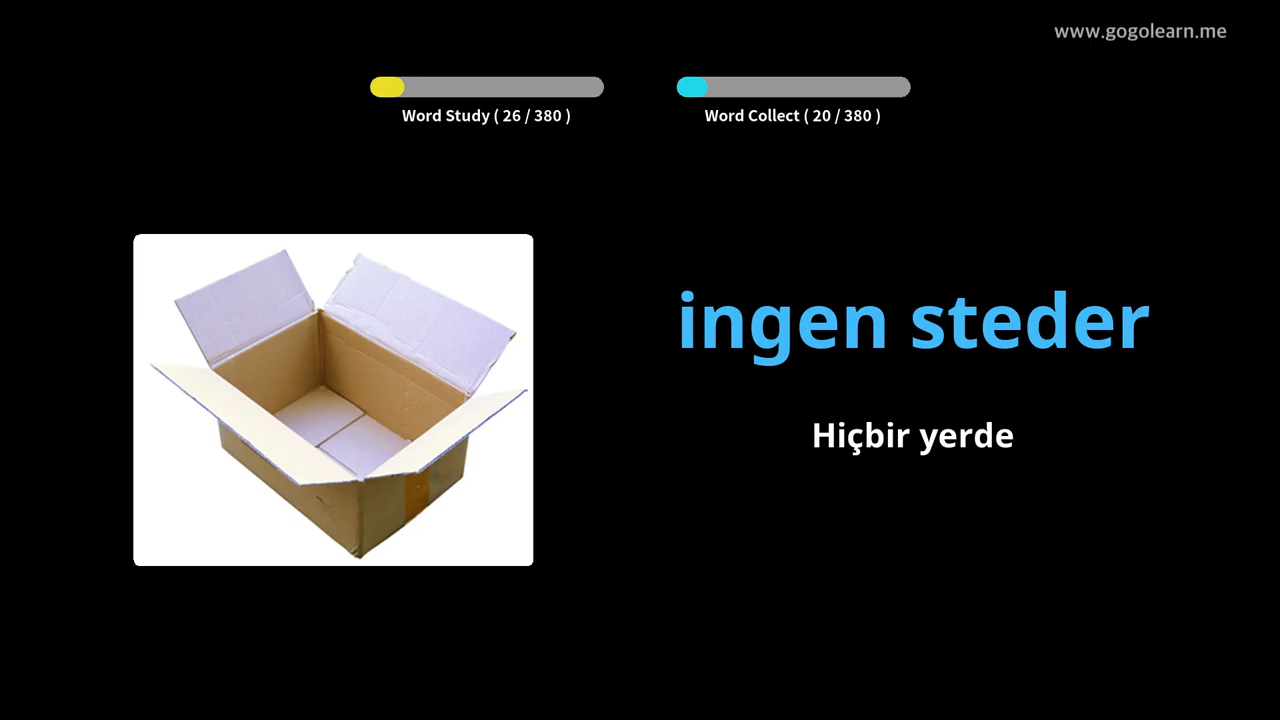 www.gogolearn.me
Word Study ( 26 / 380 )
Word Collect ( 20 / 380 )
ingen steder
Hiçbir yerde